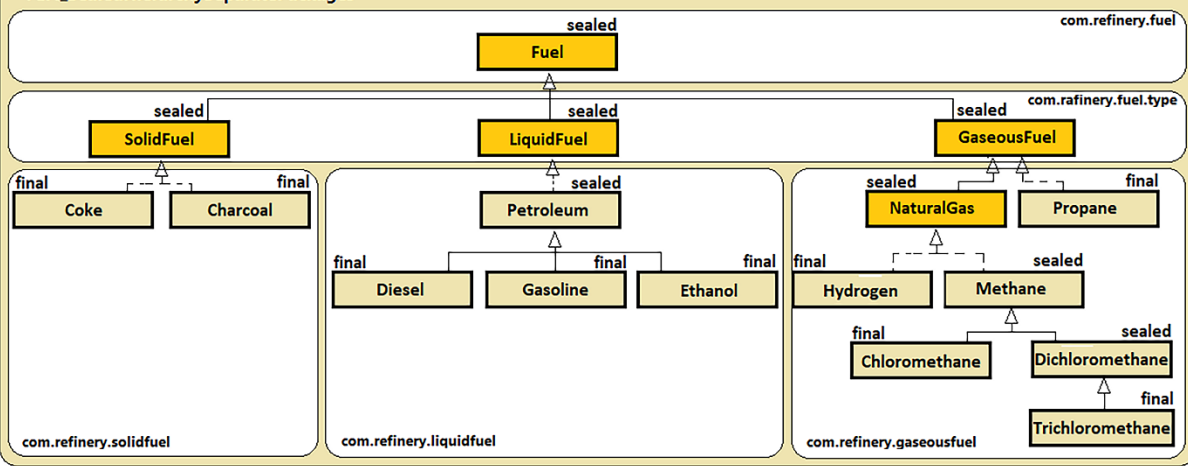 com.refinery.fuel
sealed
Fuel
com.rafinery.fuel.type
sealed
sealed
sealed
SolidFuel
LiquidFuel
GaseousFuel
final
final
sealed
sealed
final
Coke
Charcoal
Petroleum
NaturalGas
Propane
final
final
final
final
sealed
Diesel
Gasoline
Ethanol
Hydrogen
Methane
final
sealed
Chloromethane
Dichloromethane
final
Trichloromethane
com.refinery.solidfuel
com.refinery.liquidfuel
com.refinery.gaseousfuel